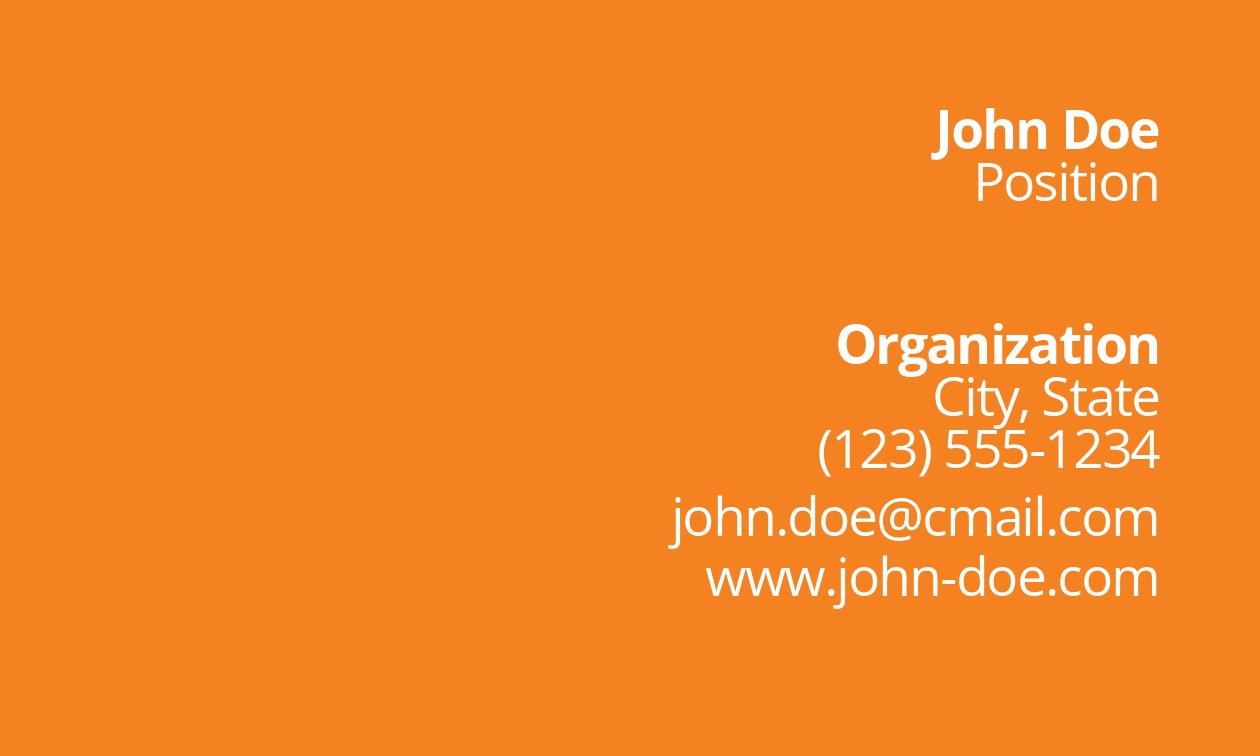 John Doe
Position
Organization
City, State
(123) 555-1234
john.doe@cmail.com
www.john-doe.com